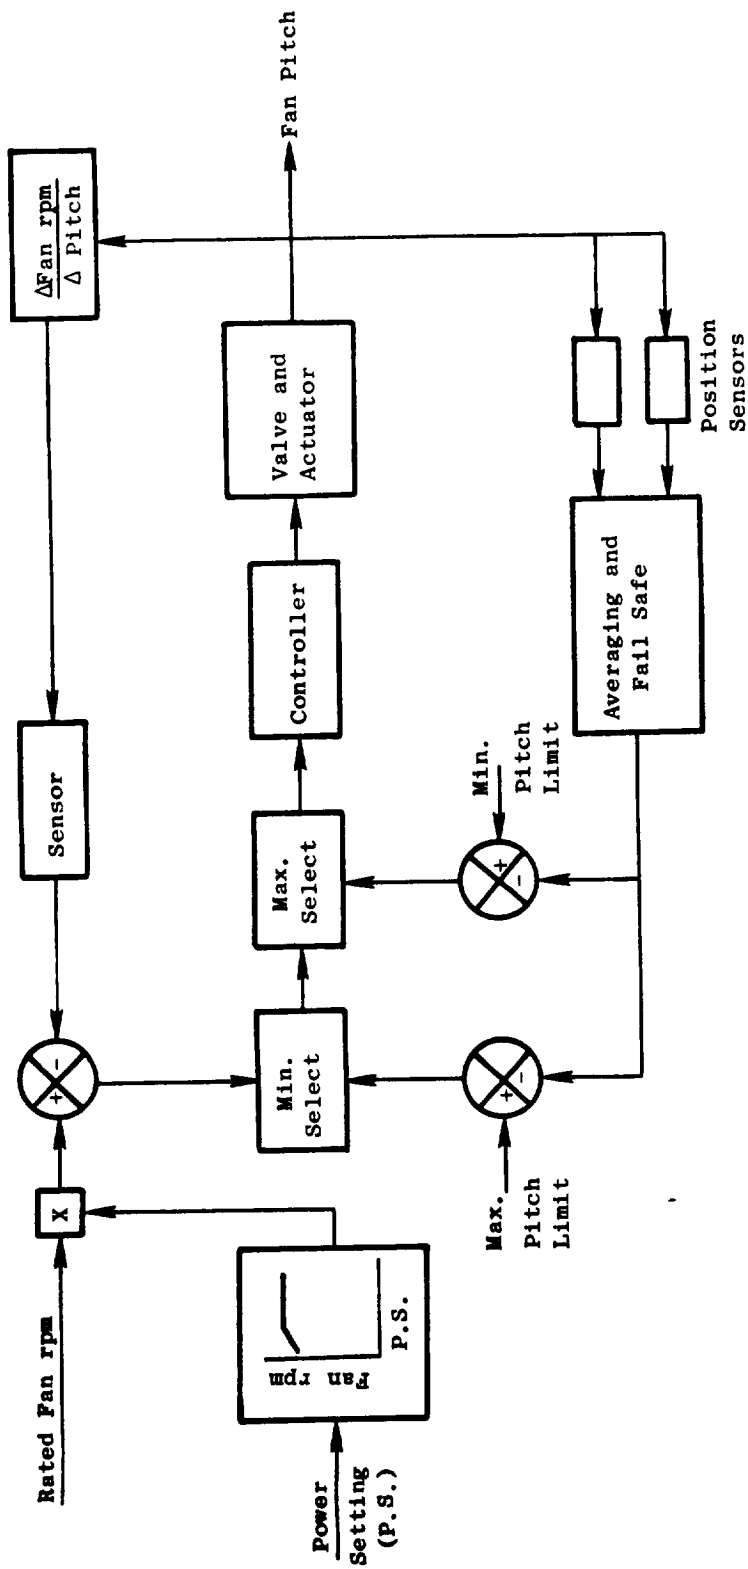 Rated Fan rpm
X
+
-
Sensor
ΔFan rpm
Δ Pitch
Power
Setting
(P.S.)
Fan rpm
P.S.
Min.
Select
Max.
Select
Controller
Valve and
Actuator
Fan Pitch
Max.
Pitch
Limit
+
-
Min.
Pitch
Limit
+
-
Averaging and
Fail Safe
Position
Sensors